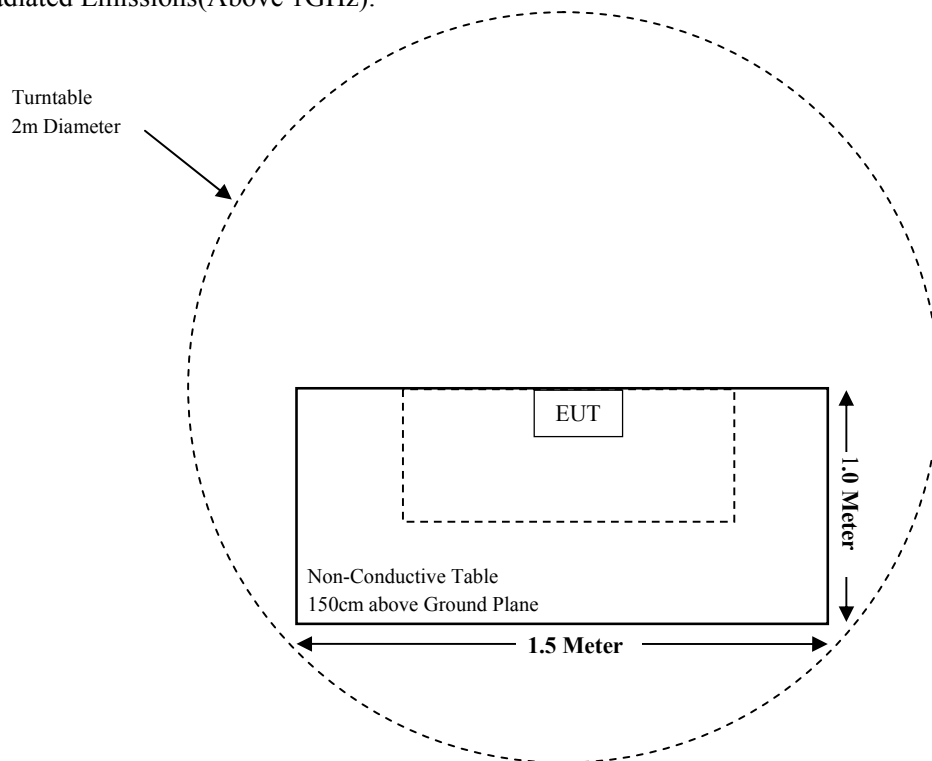 adiated Emissions(Above 1GHz):
Turntable
2m Diameter
EUT
1.0 Meter
Non-Conductive Table
150cm above Ground Plane
1.5 Meter